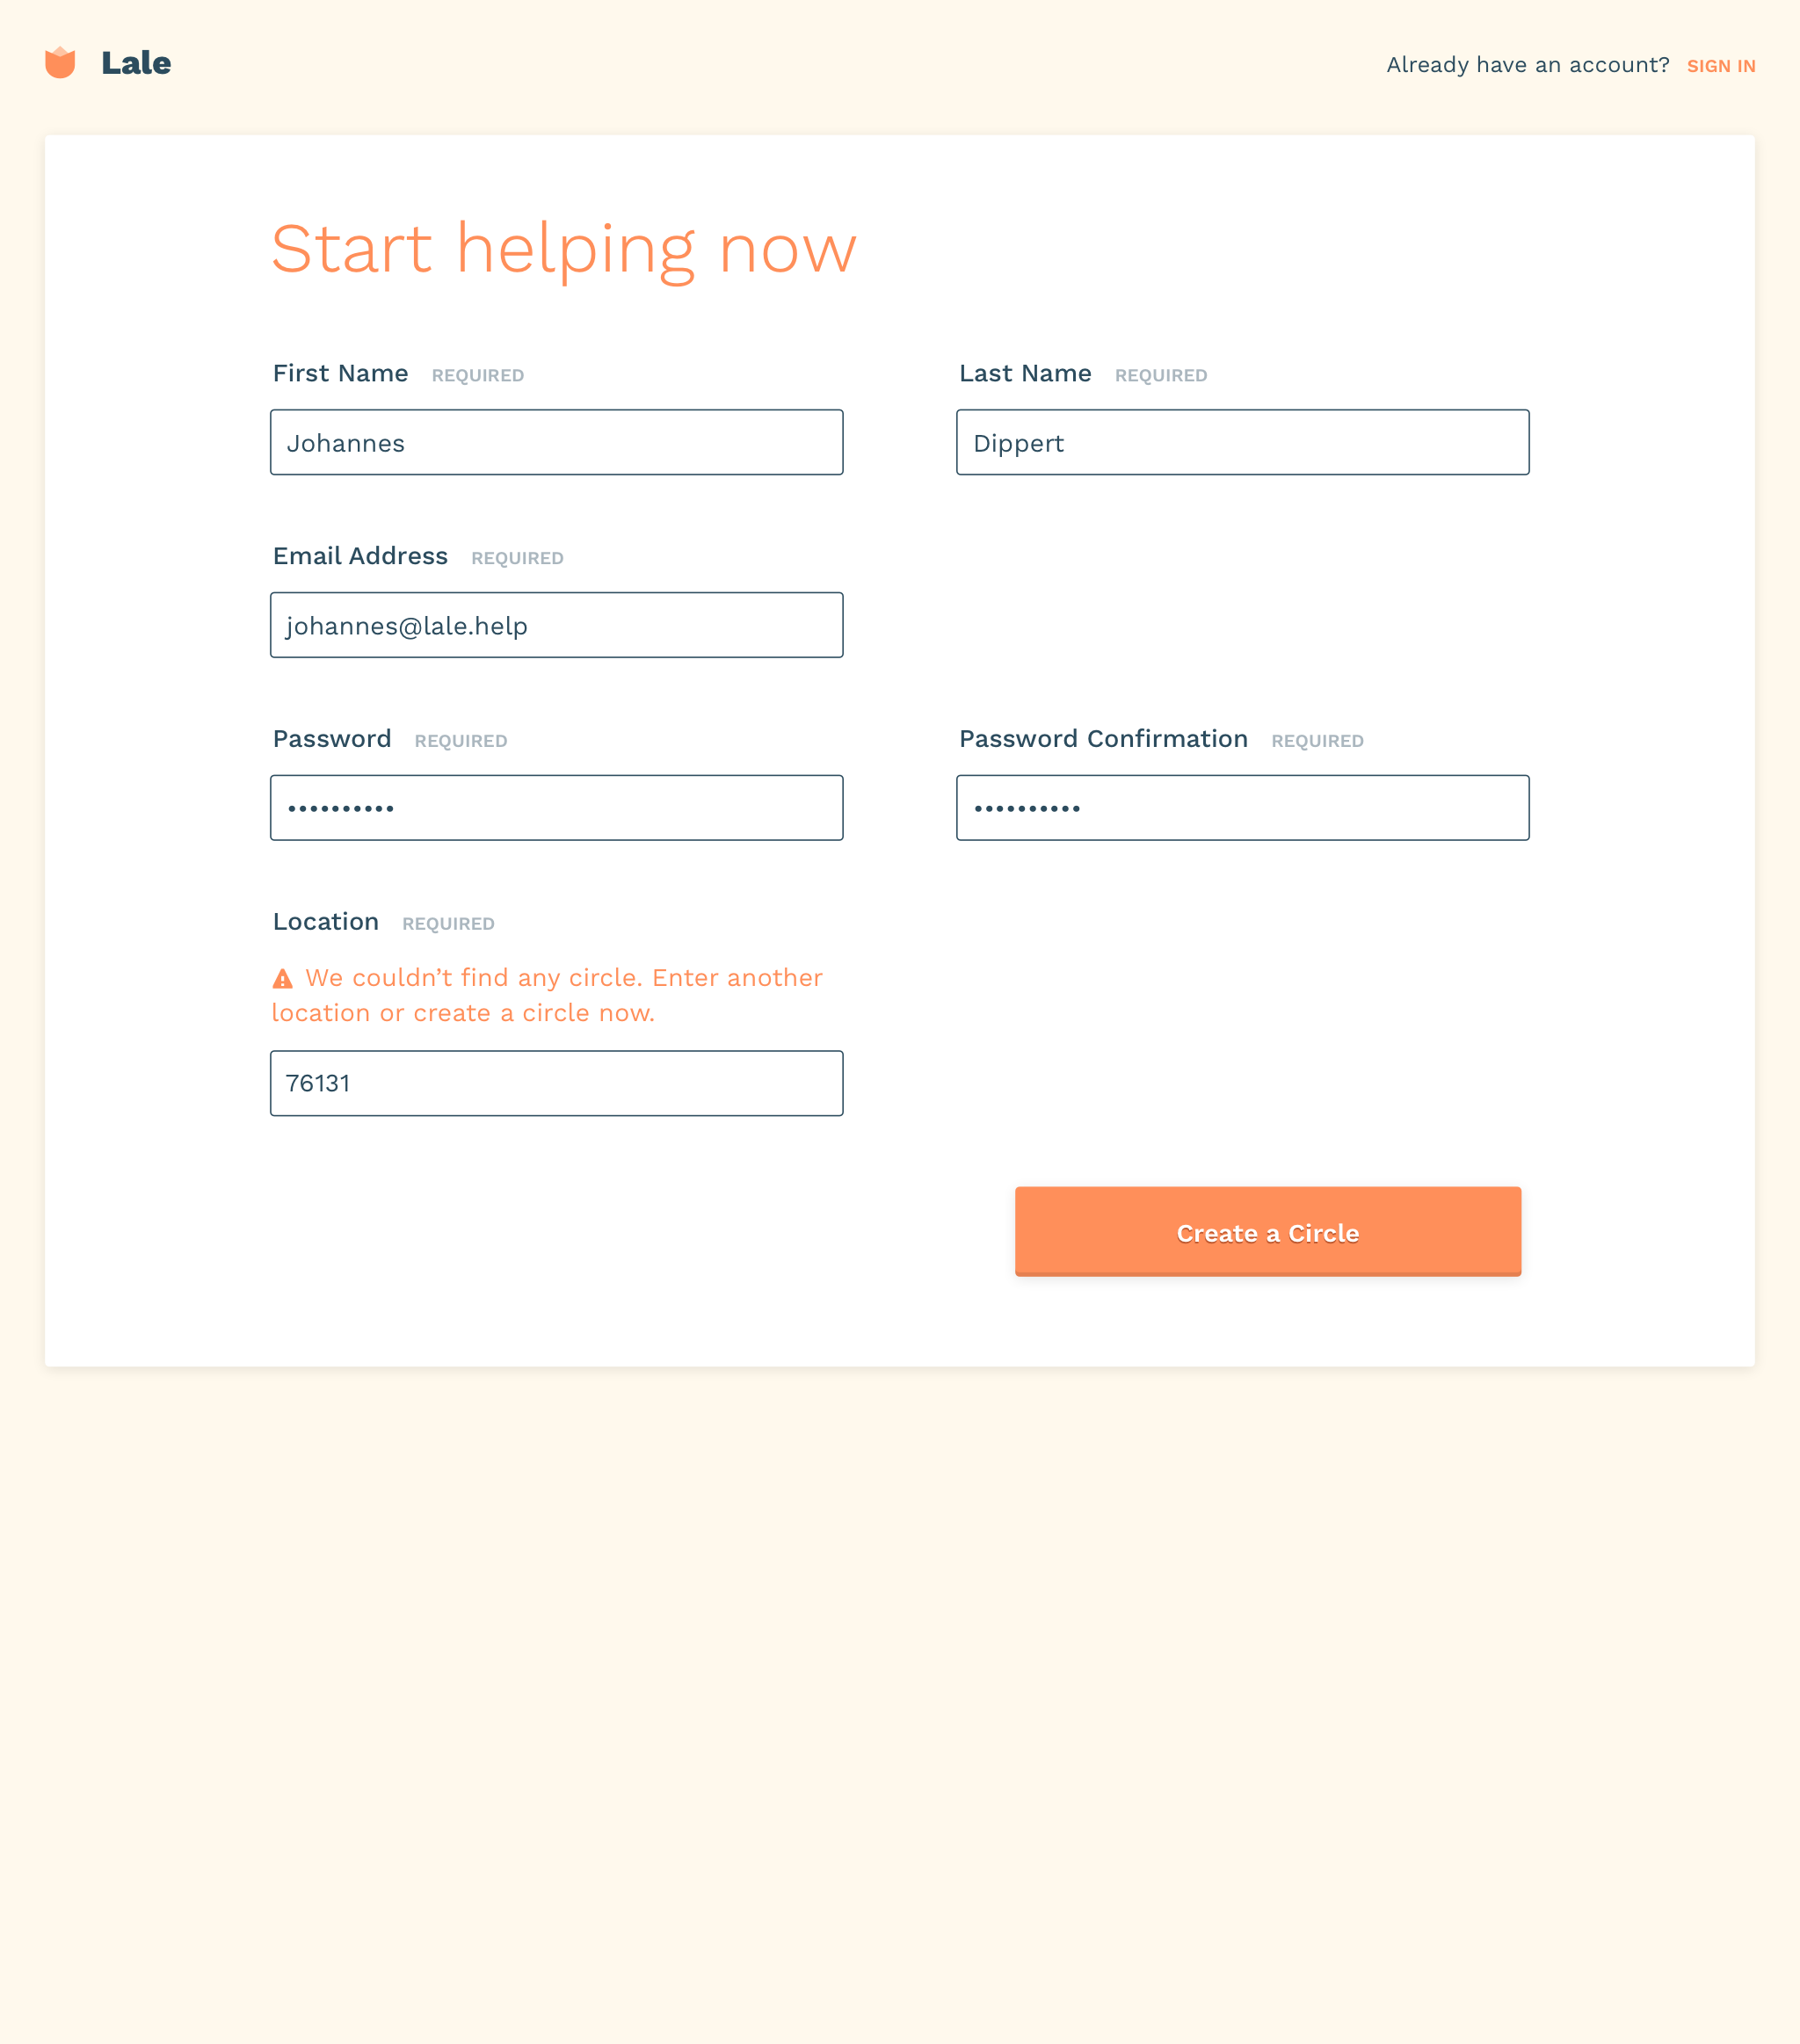 Lale
Already have an account? SIGN IN
Start helping now
First Name REQUIRED
Last Name REQUIRED
Johannes
Dippert
Email Address REQUIRED
johannes@lale.help
Password REQUIRED
Password Confirmation REQUIRED
••••••••••
••••••••••
Location REQUIRED
We couldn’t find any circle. Enter another
location or create a circle now.
76131
Create a Circle